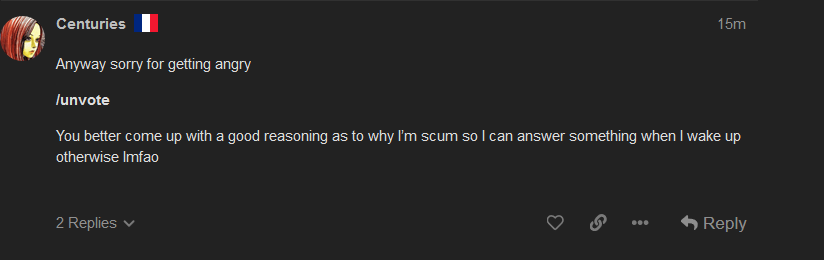 Centuries
15m
Anyway sorry for getting angry
/unvote
You better come up with a good reasoning as to why I'm scum so I can answer something when I wake up
otherwise lmfao
2 Replies
Reply